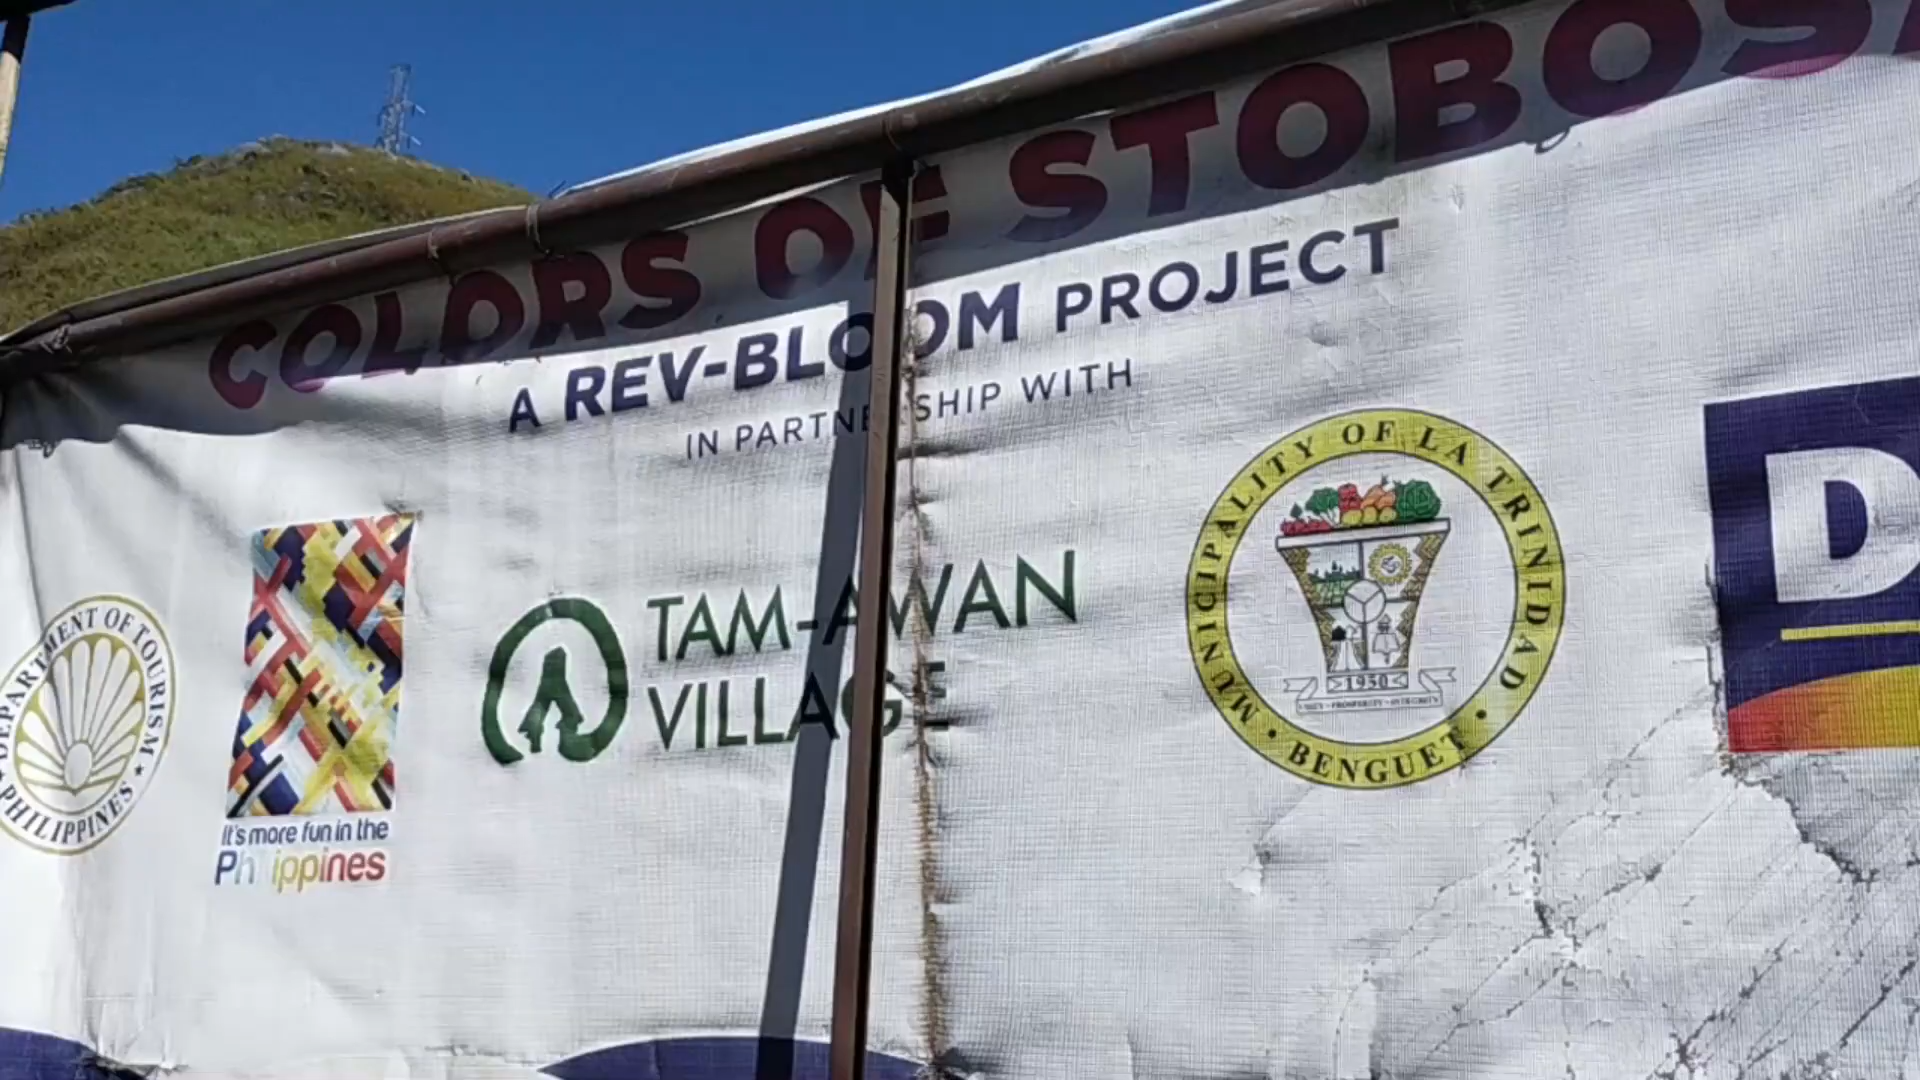 COLORS OF STOBOSA
A REV-BLOOM PROJECT
IN PARTNERSHIP WITH
DEPARTMENT OF TOURISM
PHILIPPINES
It's more fun in the
Philippines
TAM-AWAN
VILLAGE
MUNICIPALITY OF LA TRINIDAD
BENGUET
1950
D